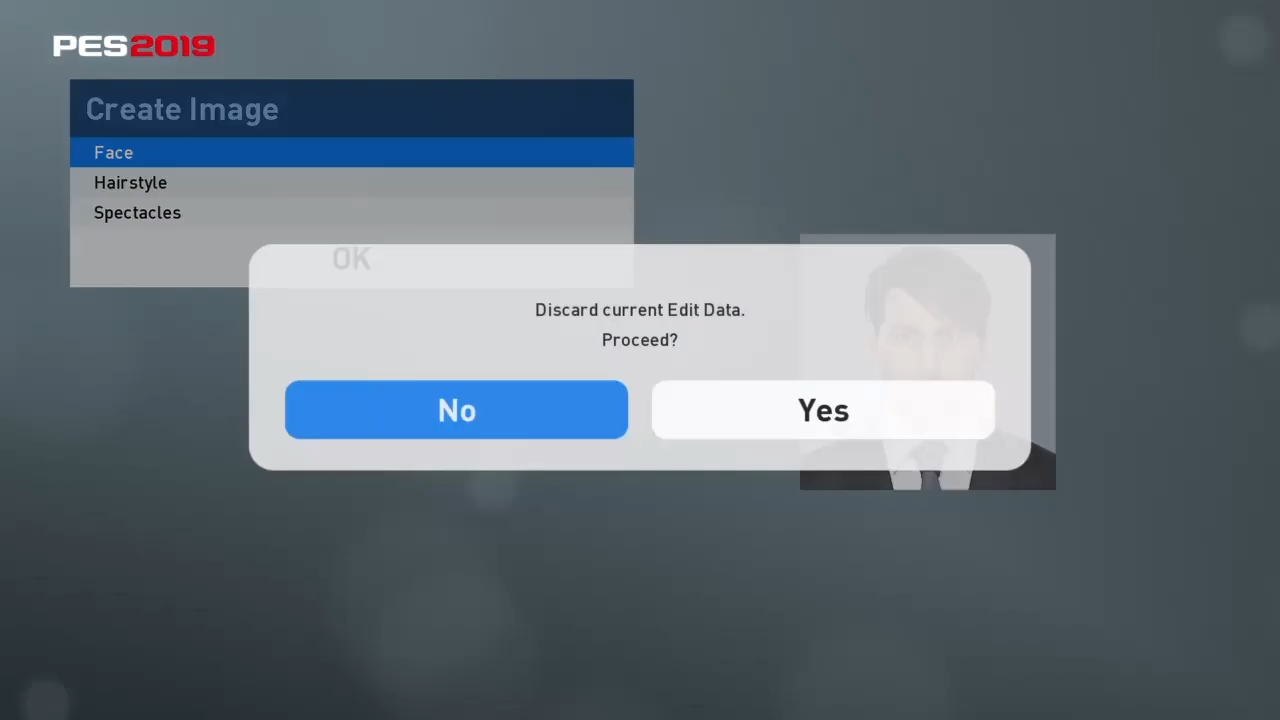 PES2019
Create Image
Face
Hairstyle
Spectacles
OK
Discard current Edit Data.
Proceed?
No
Yes